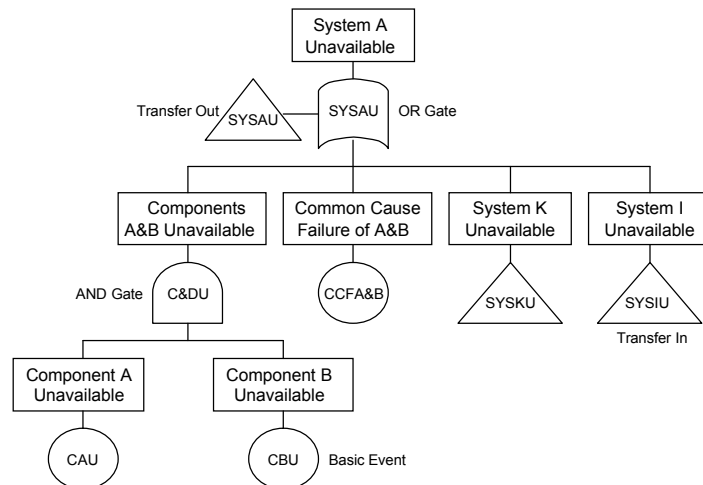 System A
Unavailable
Transfer Out
SYSAU
SYSAU
OR Gate
Components
A&B Unavailable
Common Cause
Failure of A&B
System K
Unavailable
System I
Unavailable
AND Gate
C&DU
CCFA&B
SYSKU
SYSIU
Transfer In
Component A
Unavailable
Component B
Unavailable
CAU
CBU
Basic Event